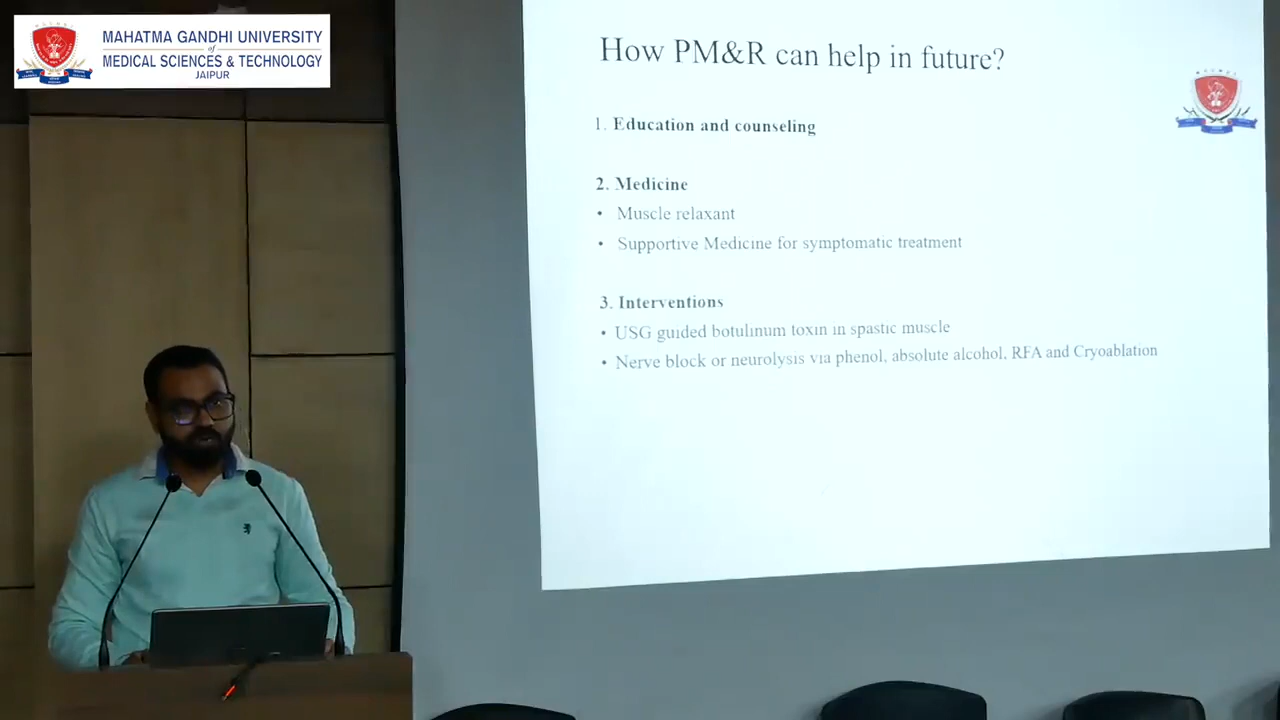 MAHATMA GANDHI UNIVERSITY
of
MEDICAL SCIENCES & TECHNOLOGY
JAIPUR
How PM&R can help in future?
1. Education and counseling
2. Medicine
• Muscle relaxant
• Supportive Medicine for symptomatic treatment
3. Interventions
• USG guided botulinum toxin in spastic muscle
• Nerve block or neurolysis via phenol, absolute alcohol, RFA and Cryoablation